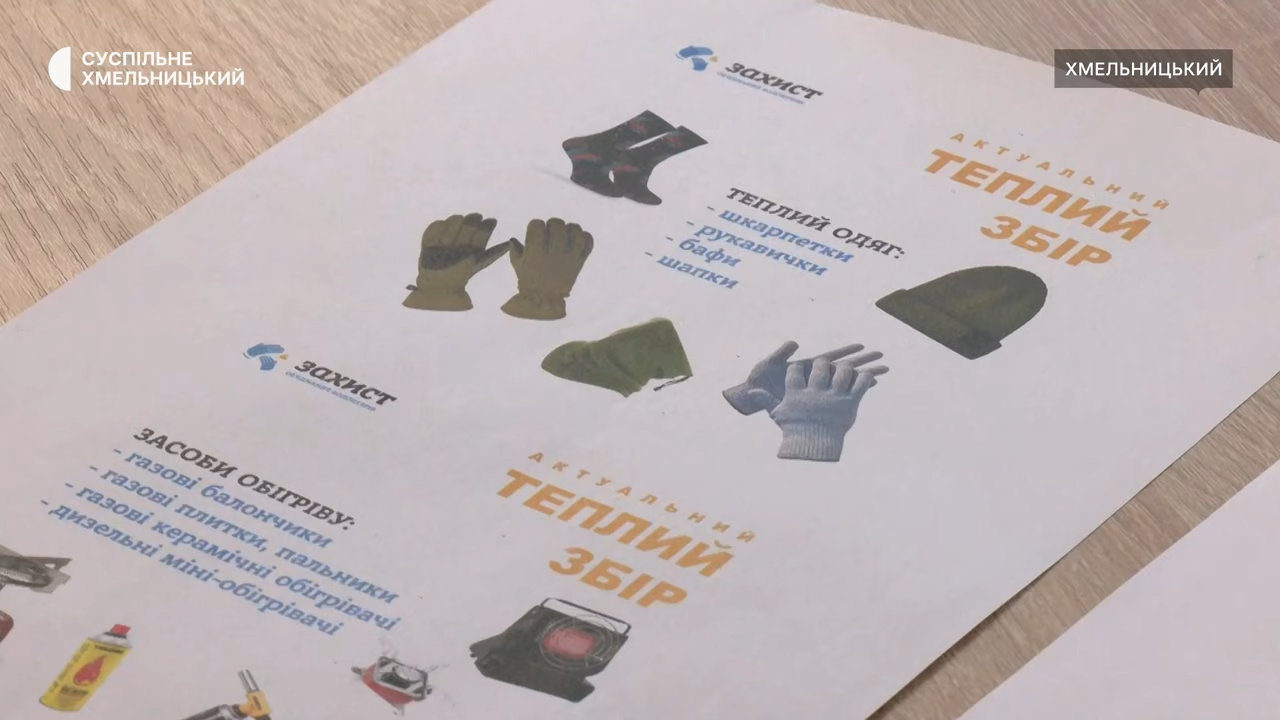 СУСПІЛЬНЕ
ХМЕЛЬНИЦЬКИЙ
ХМЕЛЬНИЦЬКИЙ
ЗАХИСТ
АКТУАЛЬНИЙ
ТЕПЛИЙ
ЗБІР
ТЕПЛИЙ ОДЯГ:
- шкарпетки
- рукавички
- бафи
- шапки
ЗАХИСТ
ЗАСОБИ ОБІГРІВУ:
- газові балончики
- газові плитки, пальники
- газові керамічні обігрівачі
- дизельні міні-обігрівачі
АКТУАЛЬНИЙ
ТЕПЛИЙ
ЗБІР